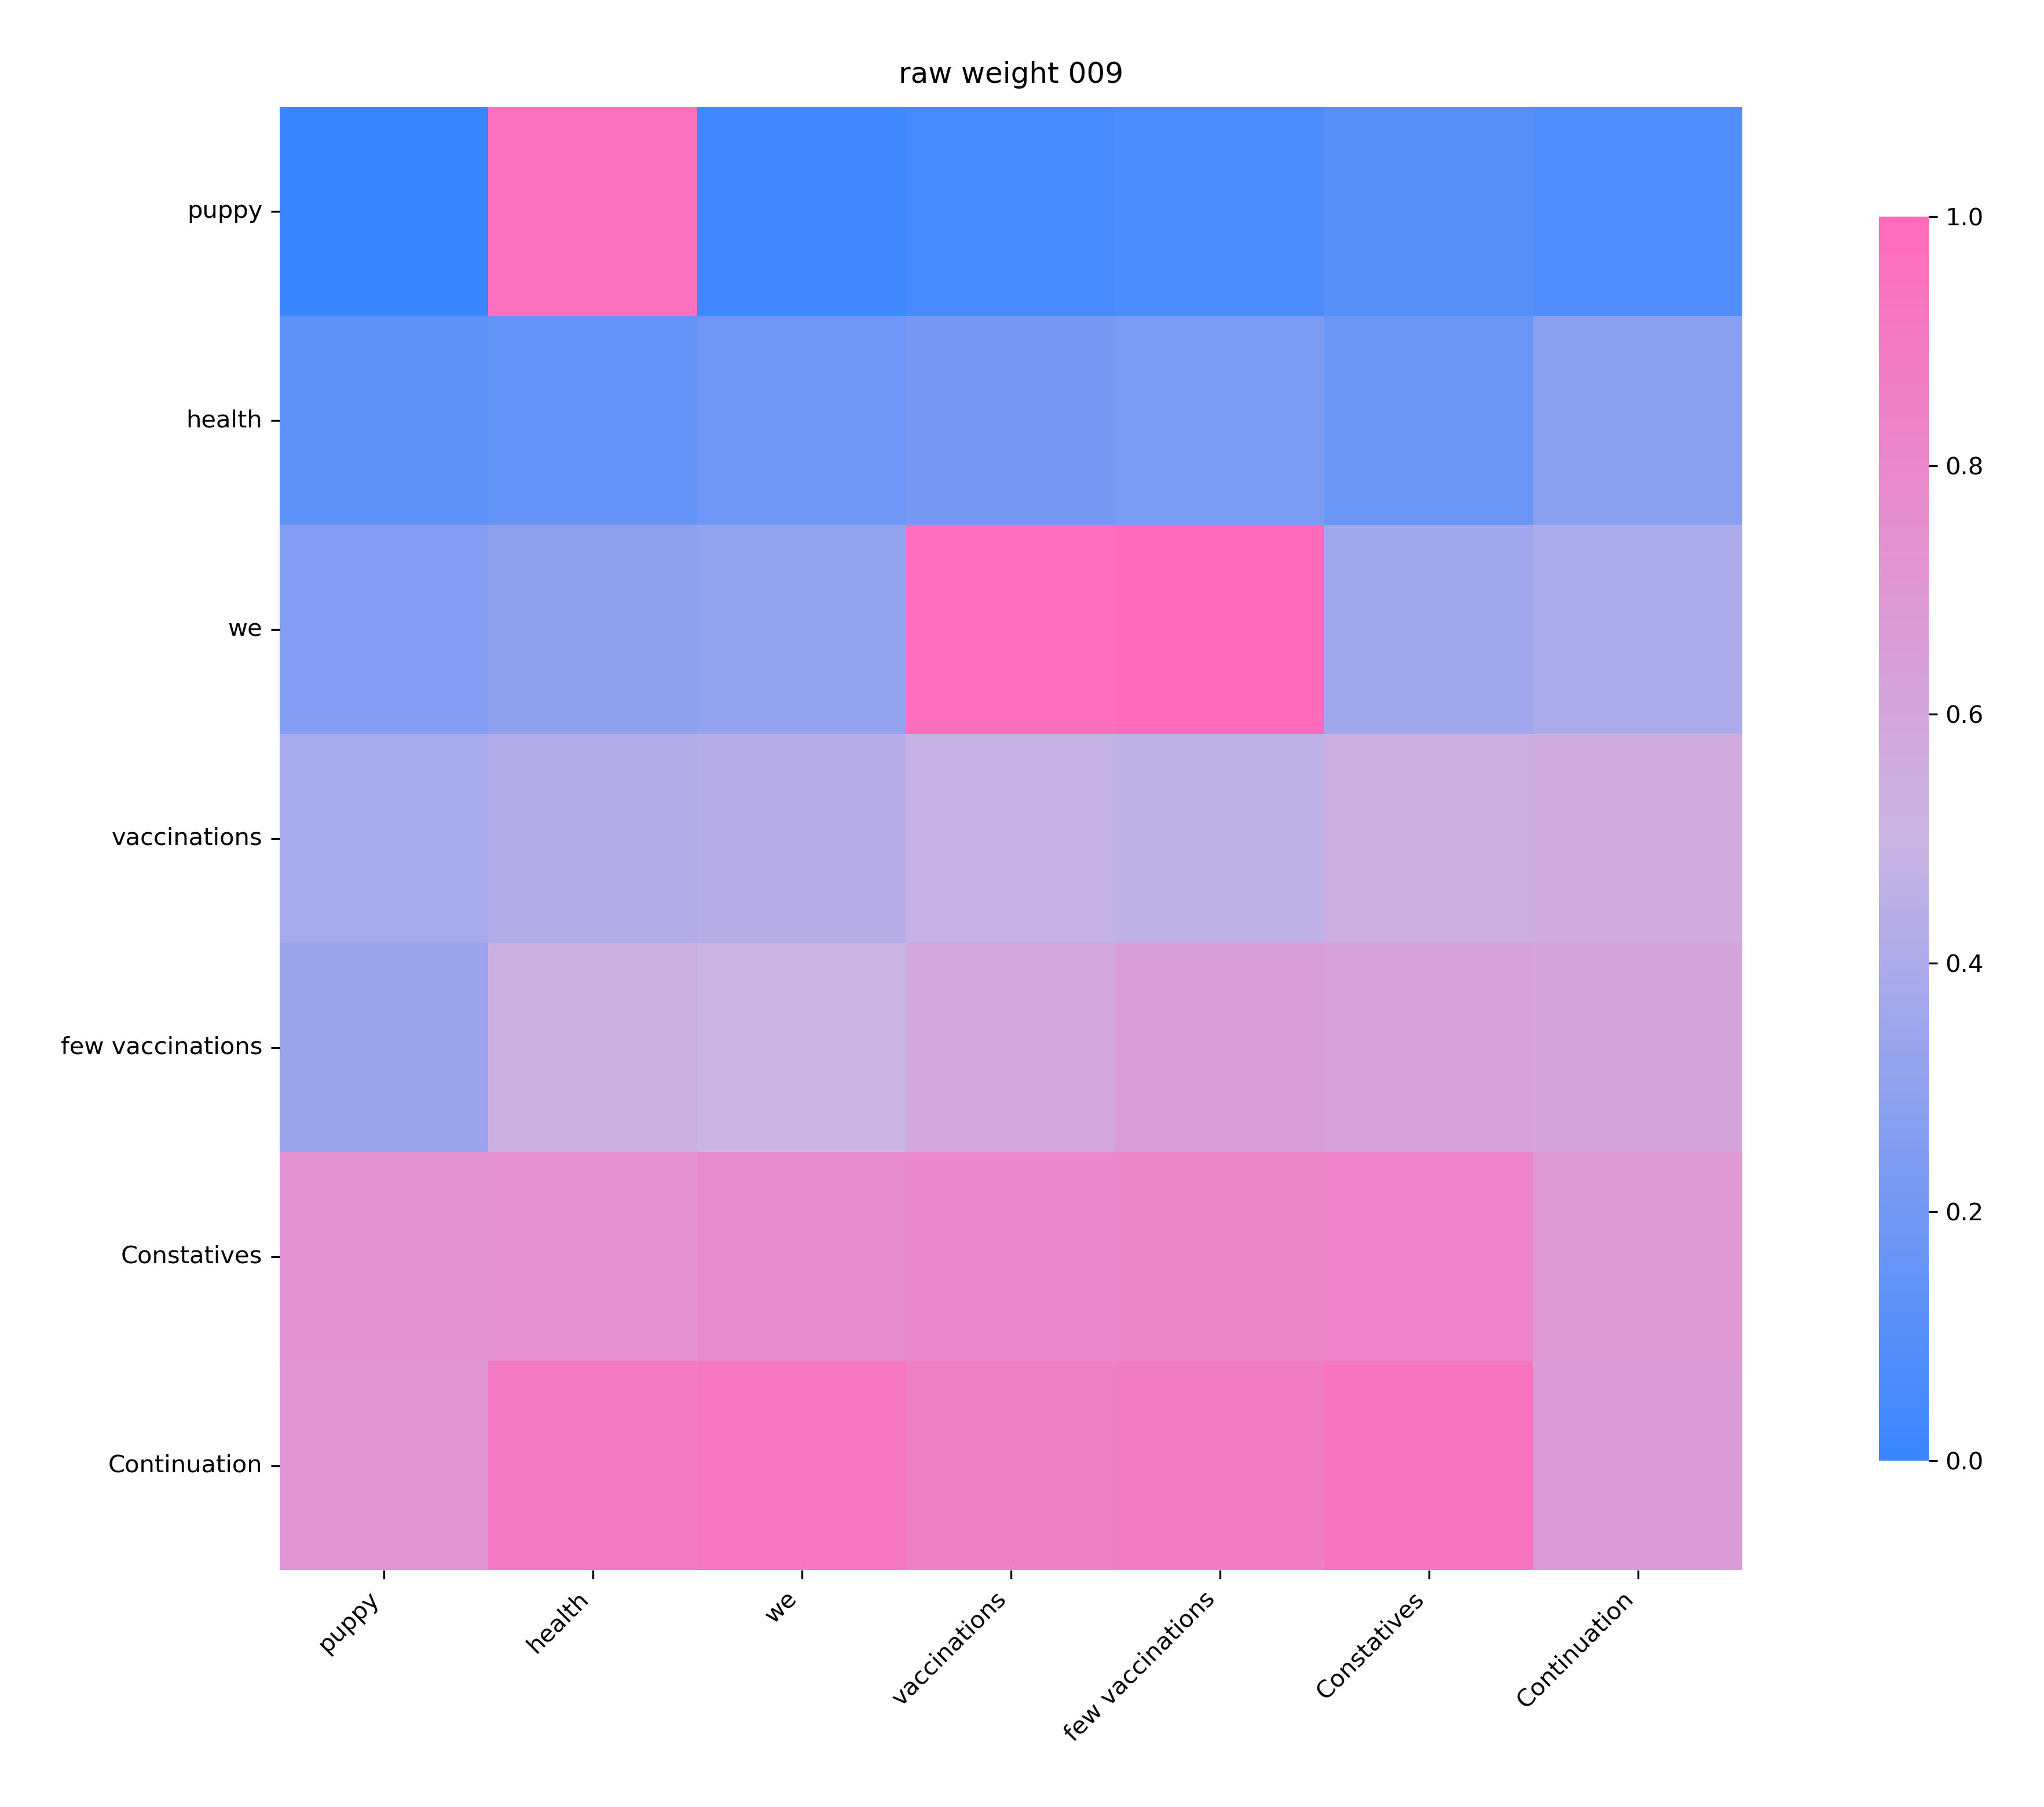 raw weight 009
puppy
health
we
vaccinations
few vaccinations
Constatives
Continuation
puppy
health
we
vaccinations
few vaccinations
Constatives
Continuation
1.0
0.8
0.6
0.4
0.2
0.0